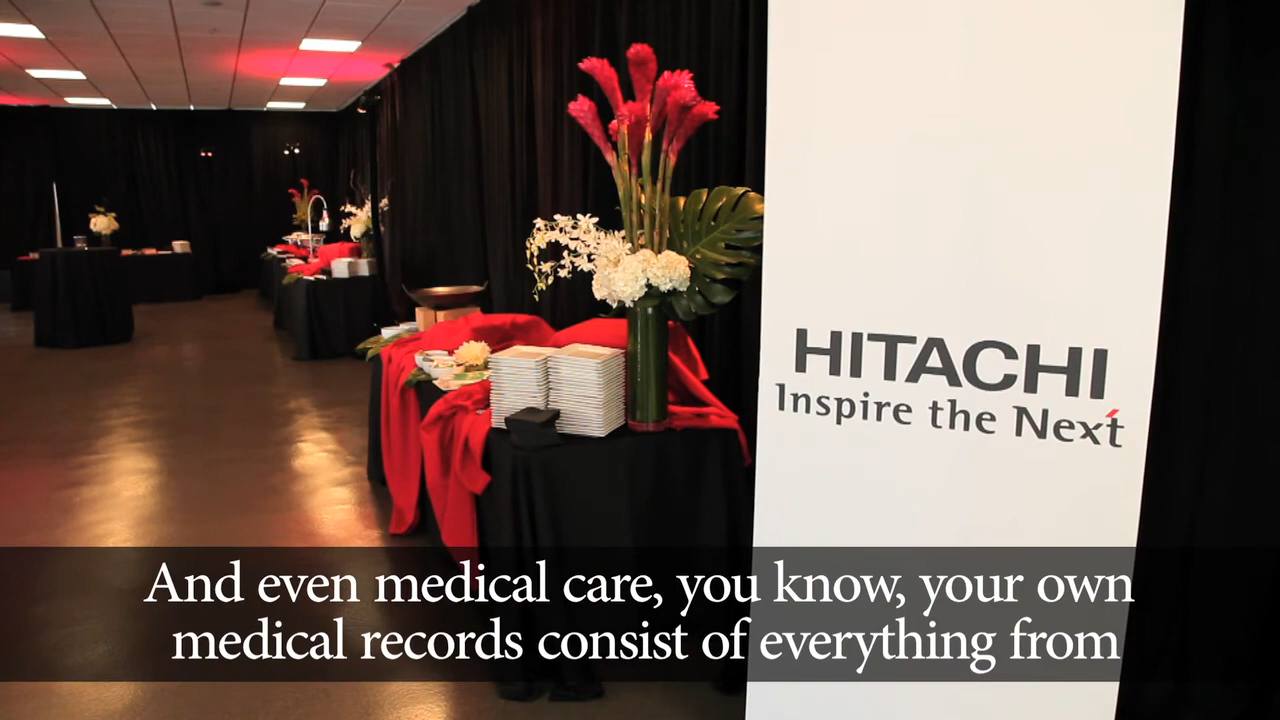 HITACHI
Inspire the Next
And even medical care, you know, your own
medical records consist of everything from